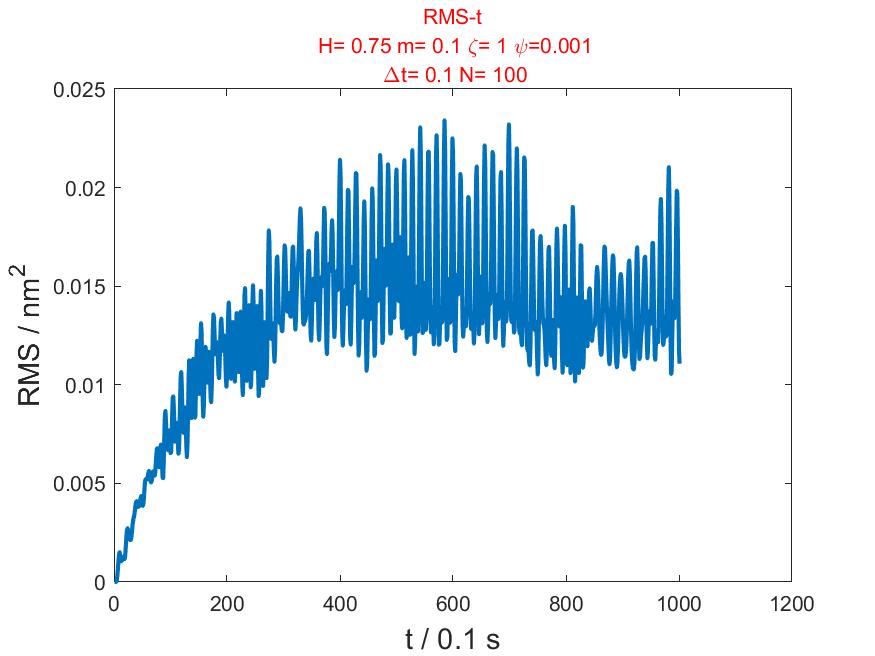 RMS-t
H= 0.75 m= 0.1 ζ= 1 ψ=0.001
Δt= 0.1 N= 100
0.025
0.02
0.015
0.01
0.005
0
RMS / nm²
0 200 400 600 800 1000 1200
t / 0.1 s